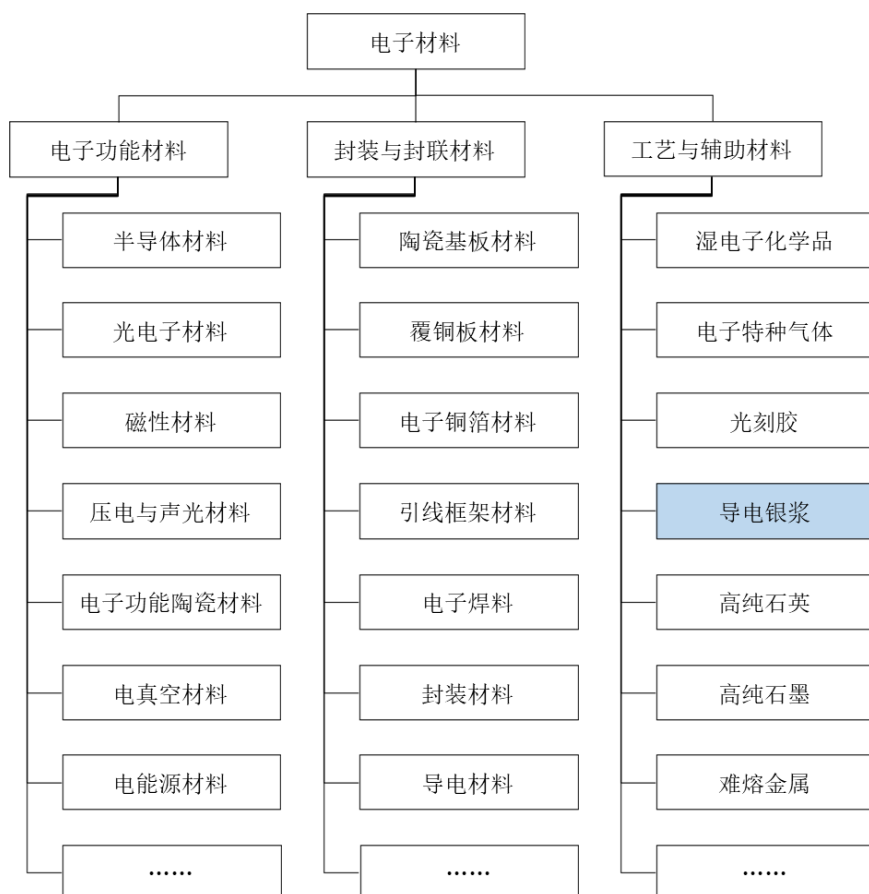 电子材料
电子功能材料
半导体材料
光电子材料
磁性材料
压电与声光材料
电子功能陶瓷材料
电真空材料
电能源材料
……
封装与封联材料
陶瓷基板材料
覆铜板材料
电子铜箔材料
引线框架材料
电子焊料
封装材料
导电材料
……
工艺与辅助材料
湿电子化学品
电子特种气体
光刻胶
导电银浆
高纯石英
高纯石墨
难熔金属
……